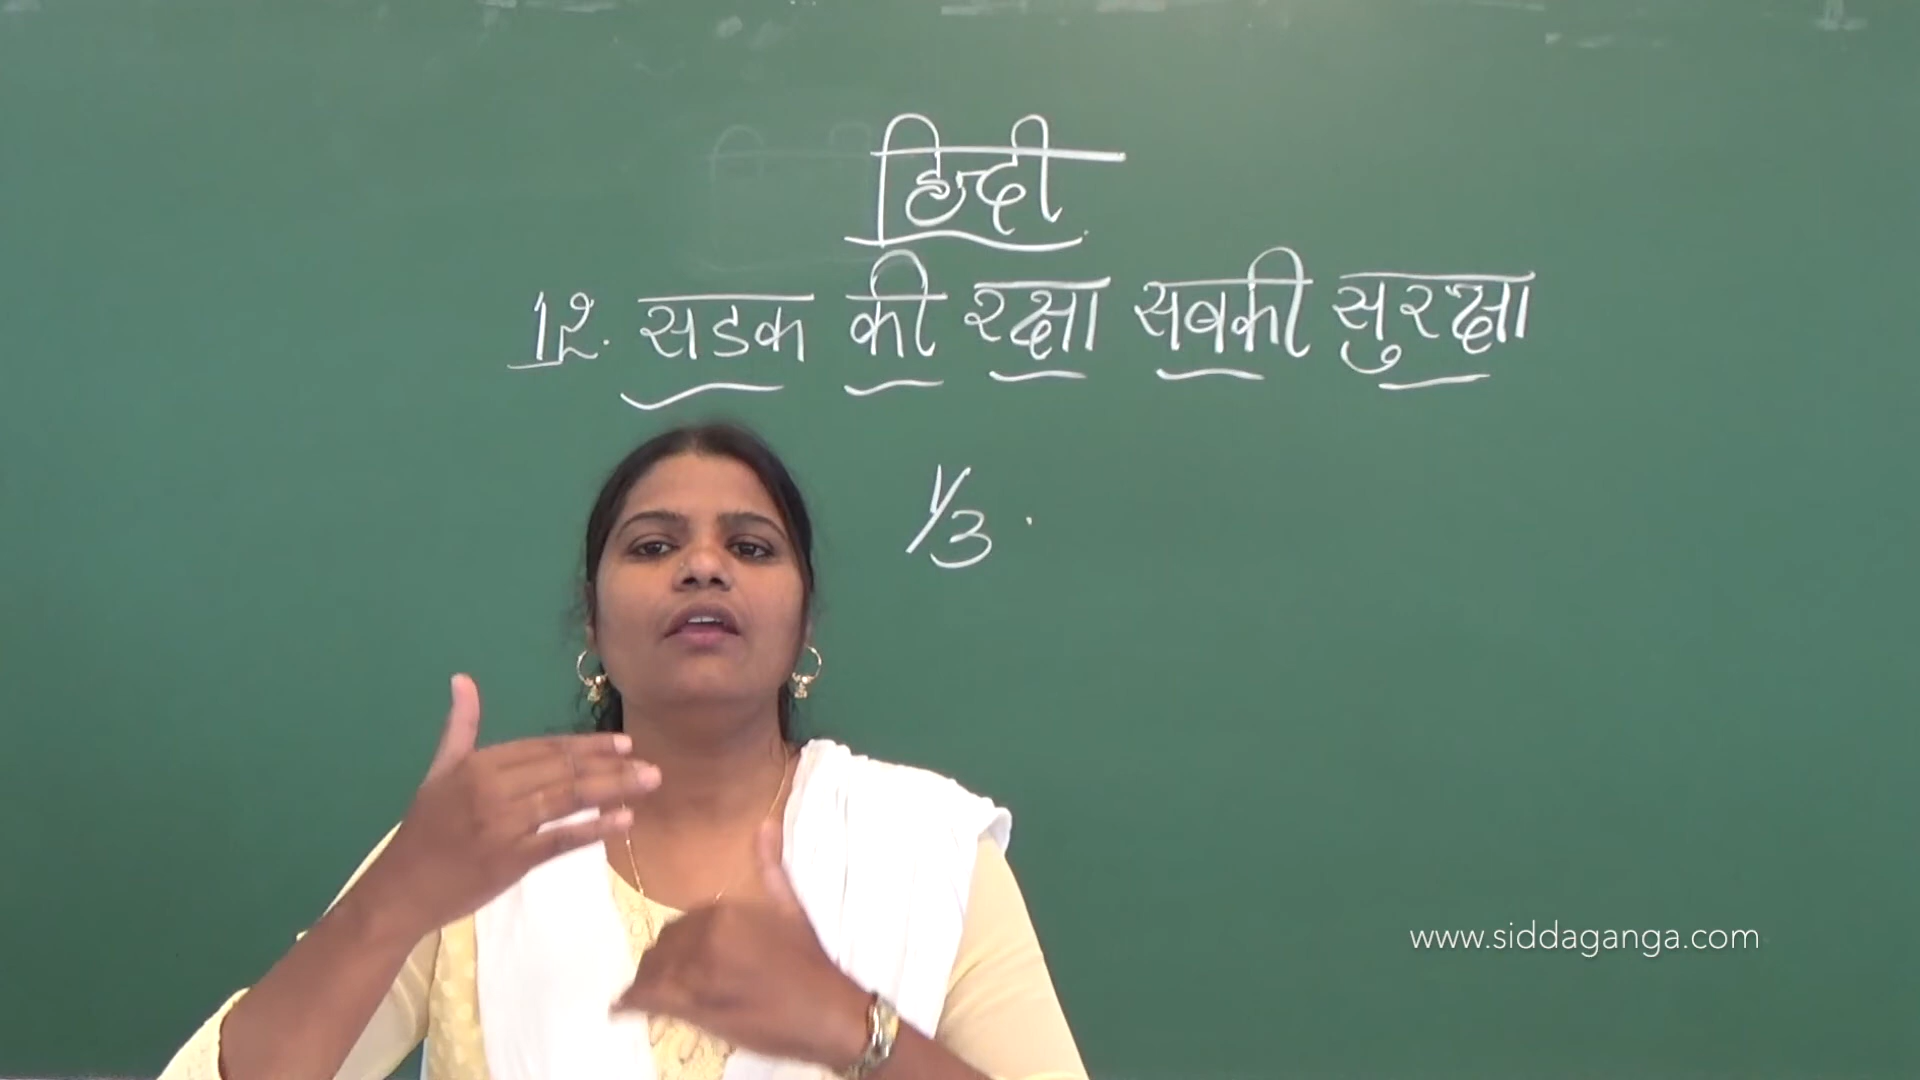 हिन्दी
12. सडक की रक्षा सबकी सुरक्षा
1/3.
www.siddaganga.com